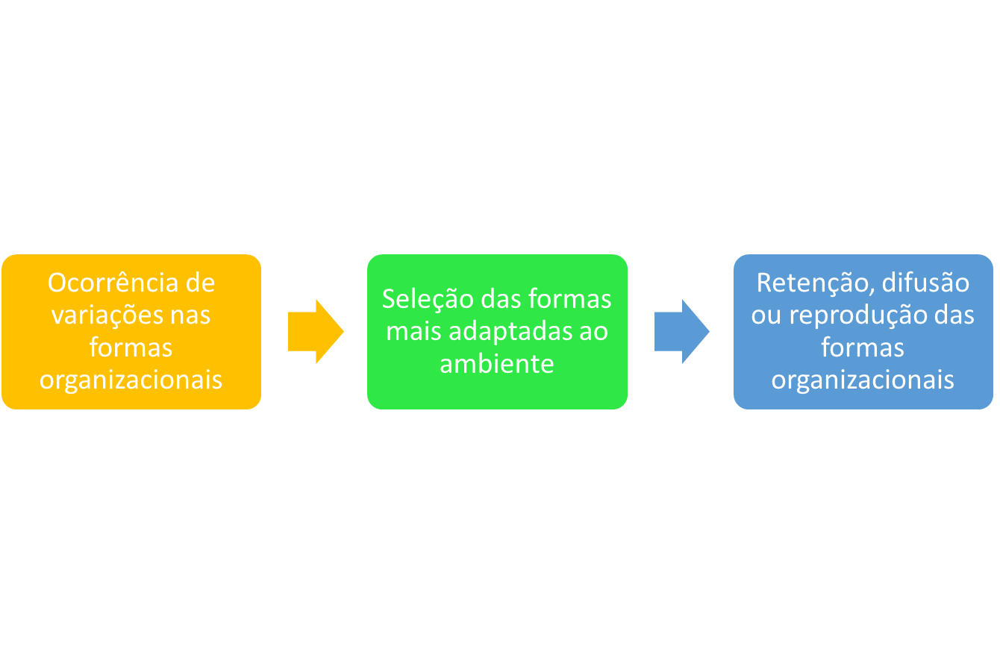 Ocorrência de
variações nas
formas
organizacionais
Seleção das formas
mais adaptadas ao
ambiente
Retenção, difusão
ou reprodução das
formas
organizacionais